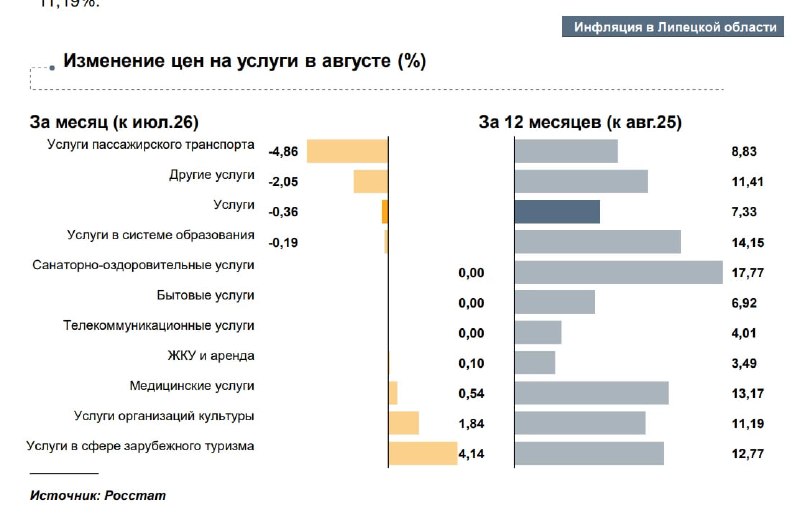 11,19%.
Инфляция в Липецкой области
Изменение цен на услуги в августе (%)
За месяц (к июл.26)
За 12 месяцев (к авг.25)
Услуги пассажирского транспорта -4,86 8,83
Другие услуги -2,05 11,41
Услуги -0,36 7,33
Услуги в системе образования -0,19 14,15
Санаторно-оздоровительные услуги 0,00 17,77
Бытовые услуги 0,00 6,92
Телекоммуникационные услуги 0,00 4,01
ЖКУ и аренда 0,10 3,49
Медицинские услуги 0,54 13,17
Услуги организаций культуры 1,84 11,19
Услуги в сфере зарубежного туризма 4,14 12,77
Источник: Росстат